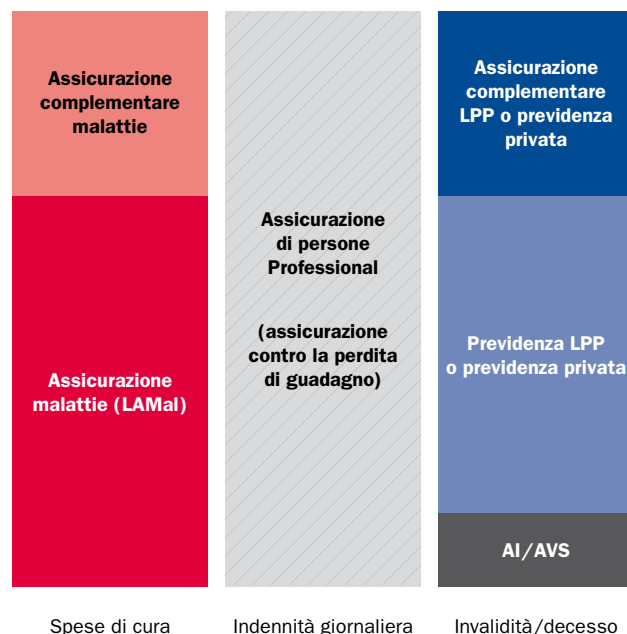 Assicurazione
complementare
malattie
Assicurazione
malattie (LAMal)
Spese di cura
Assicurazione
di persone
Professional
(assicurazione
contro la perdita
di guadagno)
Indennità giornaliera
Assicurazione
complementare
LPP o previdenza
privata
Previdenza LPP
o previdenza privata
AI/AVS
Invalidità/decesso